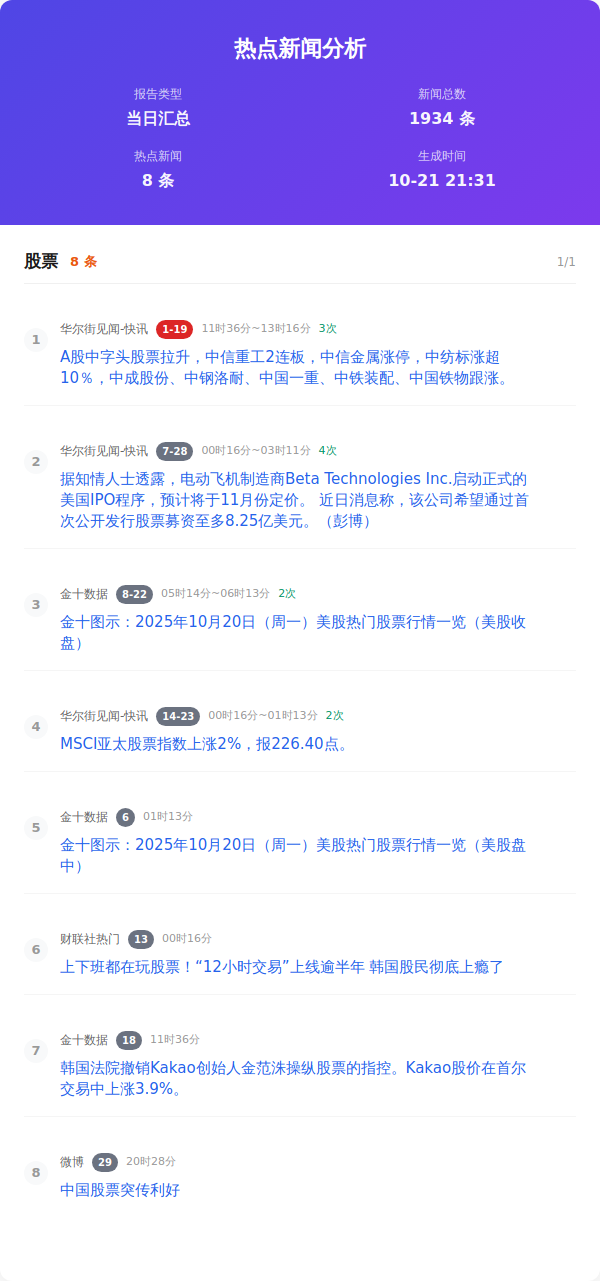 热点新闻分析
报告类型
新闻总数
当日汇总
1934 条
热点新闻
生成时间
8 条
10-21 21:31
股票 8 条 1/1
1
华尔街见闻-快讯 1-19 11时36分~13时16分 3次
A股中字头股票拉升，中信重工2连板，中信金属涨停，中纺标涨超
10％，中成股份、中钢洛耐、中国一重、中铁装配、中国铁物跟涨。
2
华尔街见闻-快讯 7-28 00时16分~03时11分 4次
据知情人士透露，电动飞机制造商Beta Technologies Inc.启动正式的
美国IPO程序，预计将于11月份定价。 近日消息称，该公司希望通过首
次公开发行股票募资至多8.25亿美元。（彭博）
3
金十数据 8-22 05时14分~06时13分 2次
金十图示：2025年10月20日（周一）美股热门股票行情一览（美股收
盘）
4
华尔街见闻-快讯 14-23 00时16分~01时13分 2次
MSCI亚太股票指数上涨2%，报226.40点。
5
金十数据 6 01时13分
金十图示：2025年10月20日（周一）美股热门股票行情一览（美股盘
中）
6
财联社热门 13 00时16分
上下班都在玩股票！“12小时交易”上线逾半年 韩国股民彻底上瘾了
7
金十数据 18 11时36分
韩国法院撤销Kakao创始人金范洙操纵股票的指控。Kakao股价在首尔
交易中上涨3.9%。
8
微博 29 20时28分
中国股票突传利好